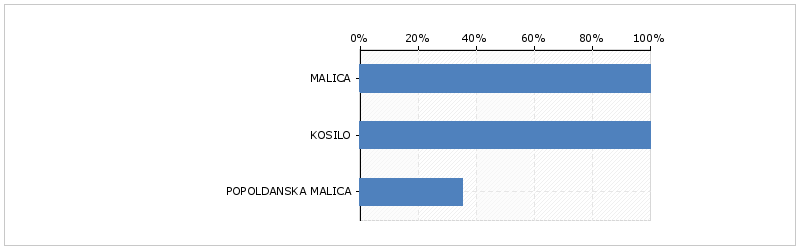 0% 20% 40% 60% 80% 100%
MALICA
KOSILO
POPOLDANSKA MALICA